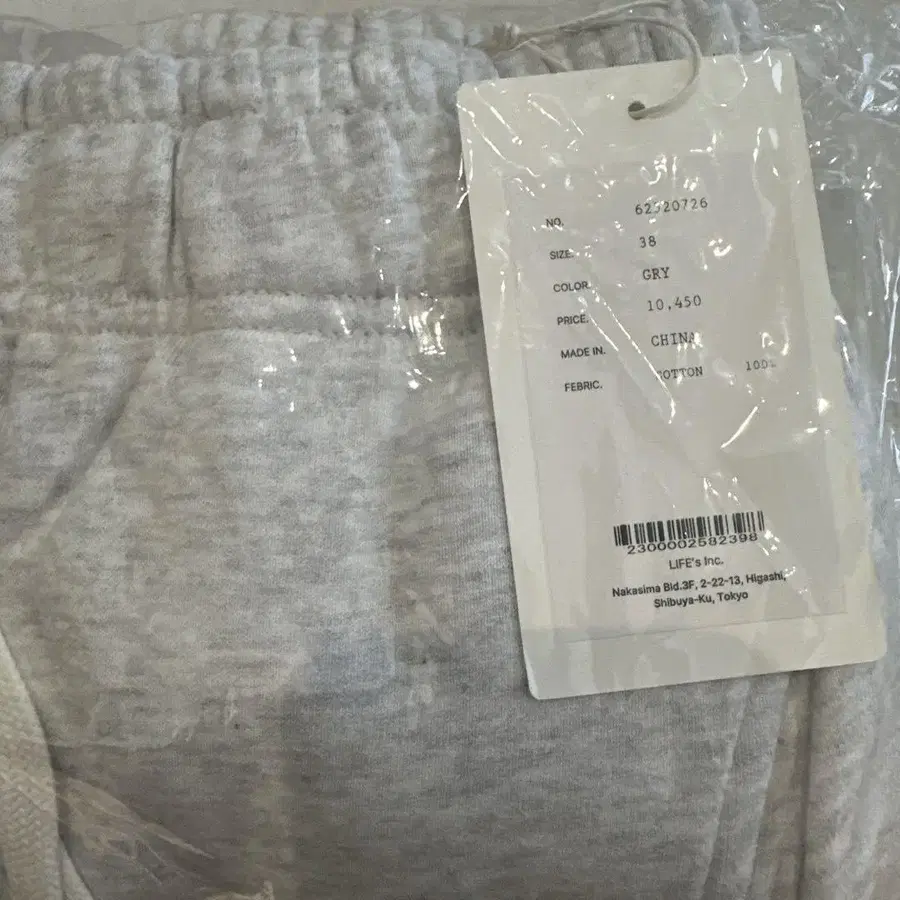 NO. 62320726
SIZE. 38
COLOR. GRY
PRICE. 10,450
MADE IN. CHINA
FEBRIC. COTTON 100%
2300002582398
LIFE's Inc.
Nakasima Bld.3F, 2-22-13, Higashi,
Shibuya-Ku, Tokyo